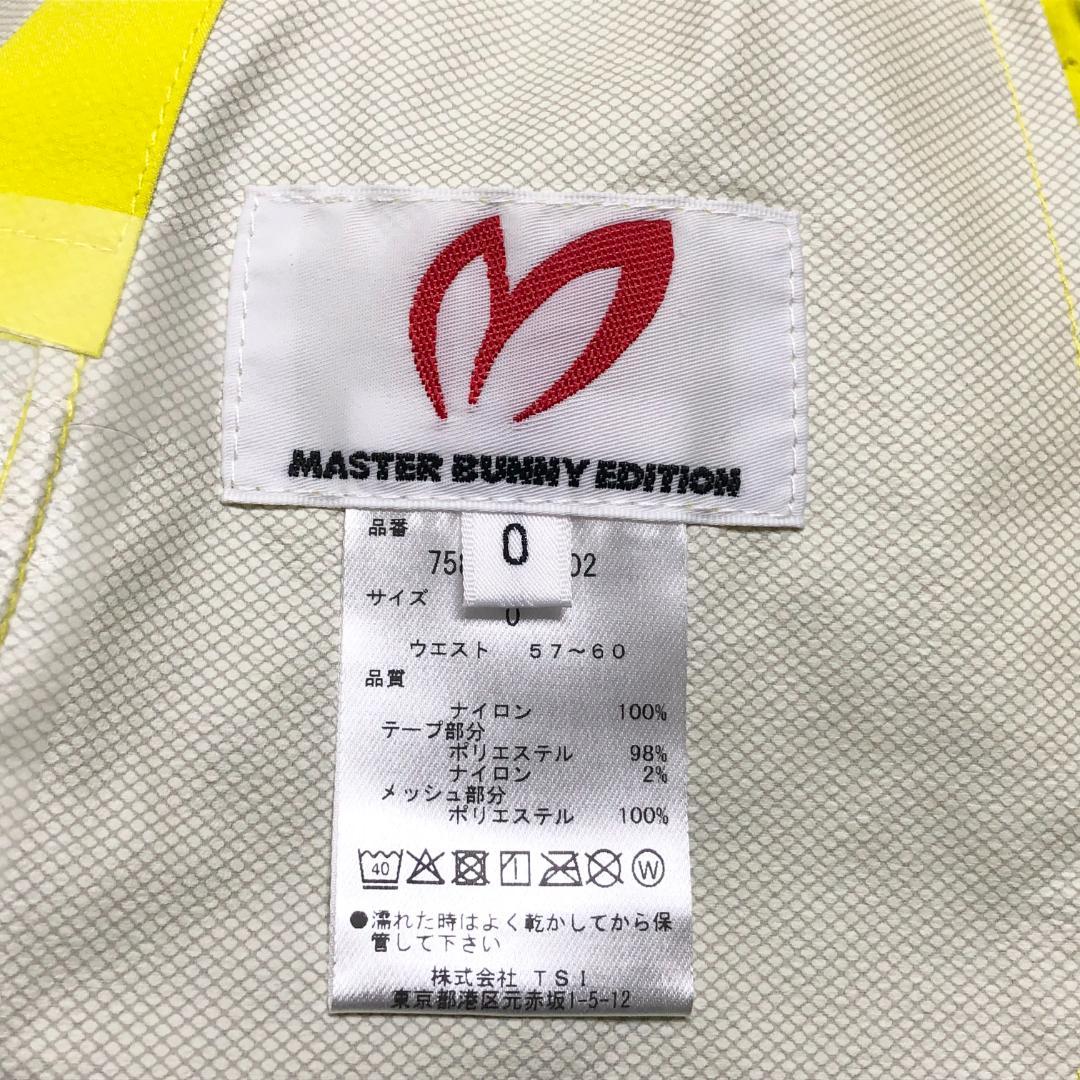 MASTER BUNNY EDITION
品番
0
75 02
サイズ
0
ウエスト 57〜60
品質
ナイロン 100%
テープ部分
ポリエステル 98%
ナイロン 2%
メッシュ部分
ポリエステル 100%
40 W
●濡れた時はよく乾かしてから保
管して下さい
株式会社 TSI
東京都港区元赤坂1-5-12